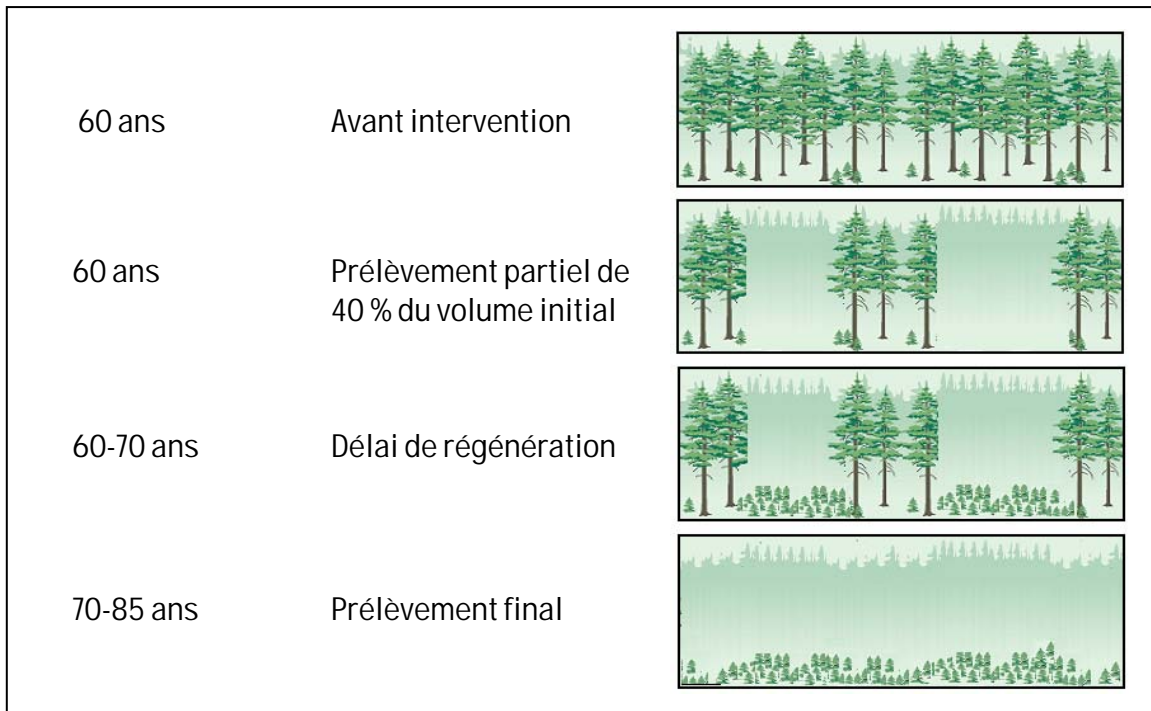 60 ans Avant intervention
60 ans Prélèvement partiel de
40 % du volume initial
60-70 ans Délai de régénération
70-85 ans Prélèvement final